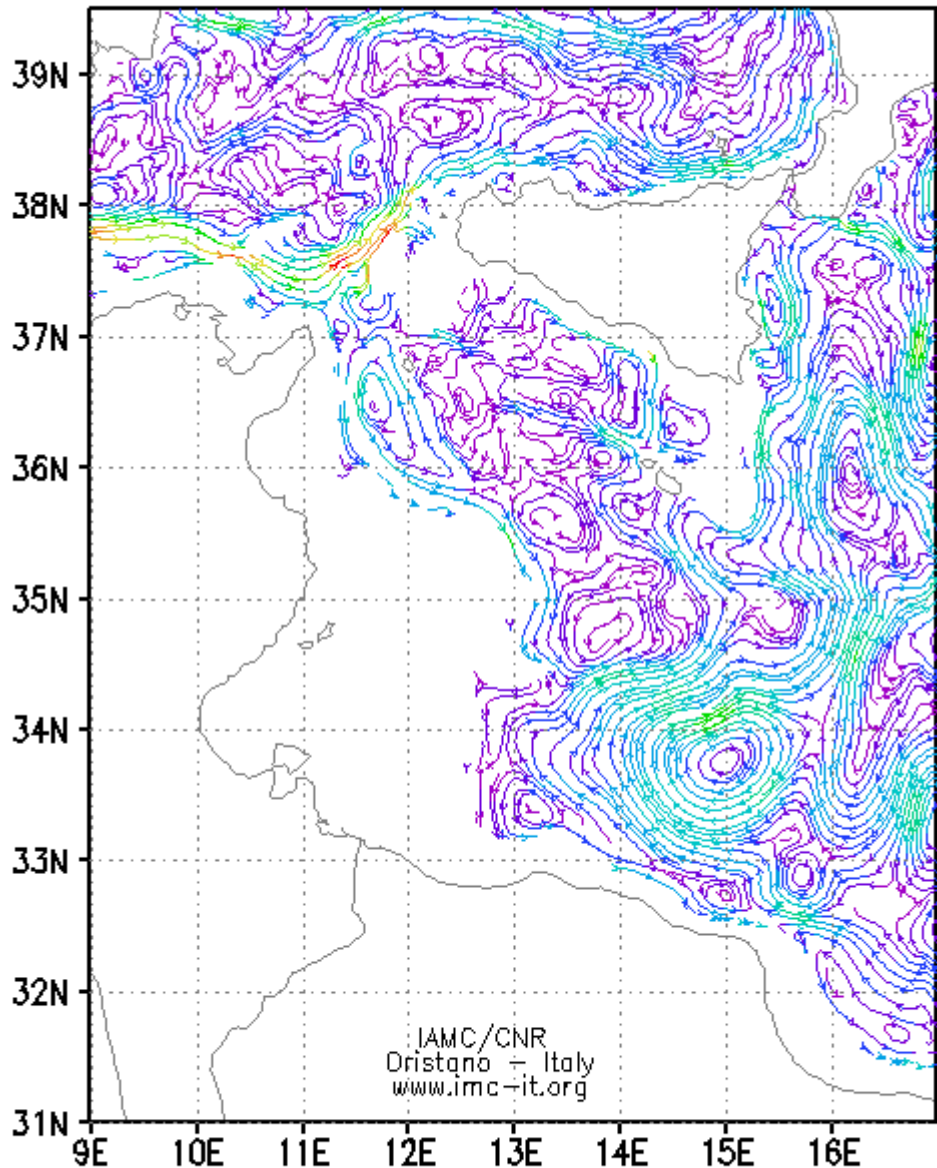 39N
38N
37N
36N
35N
34N
33N
32N
31N
IAMC/CNR
Oristano – Italy
www.imc-it.org
9E 10E 11E 12E 13E 14E 15E 16E